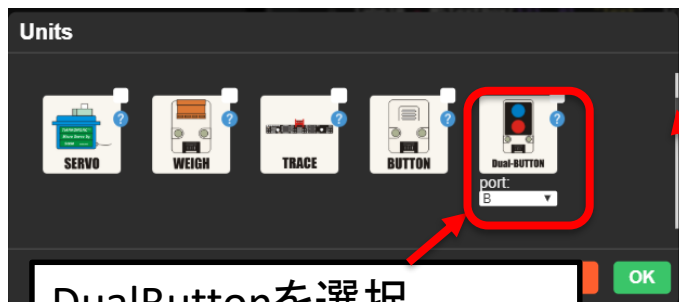 Units
SERVO
WEIGH
TRACE
BUTTON
Dual-BUTTON
port:
B
OK
DualButtonを選択